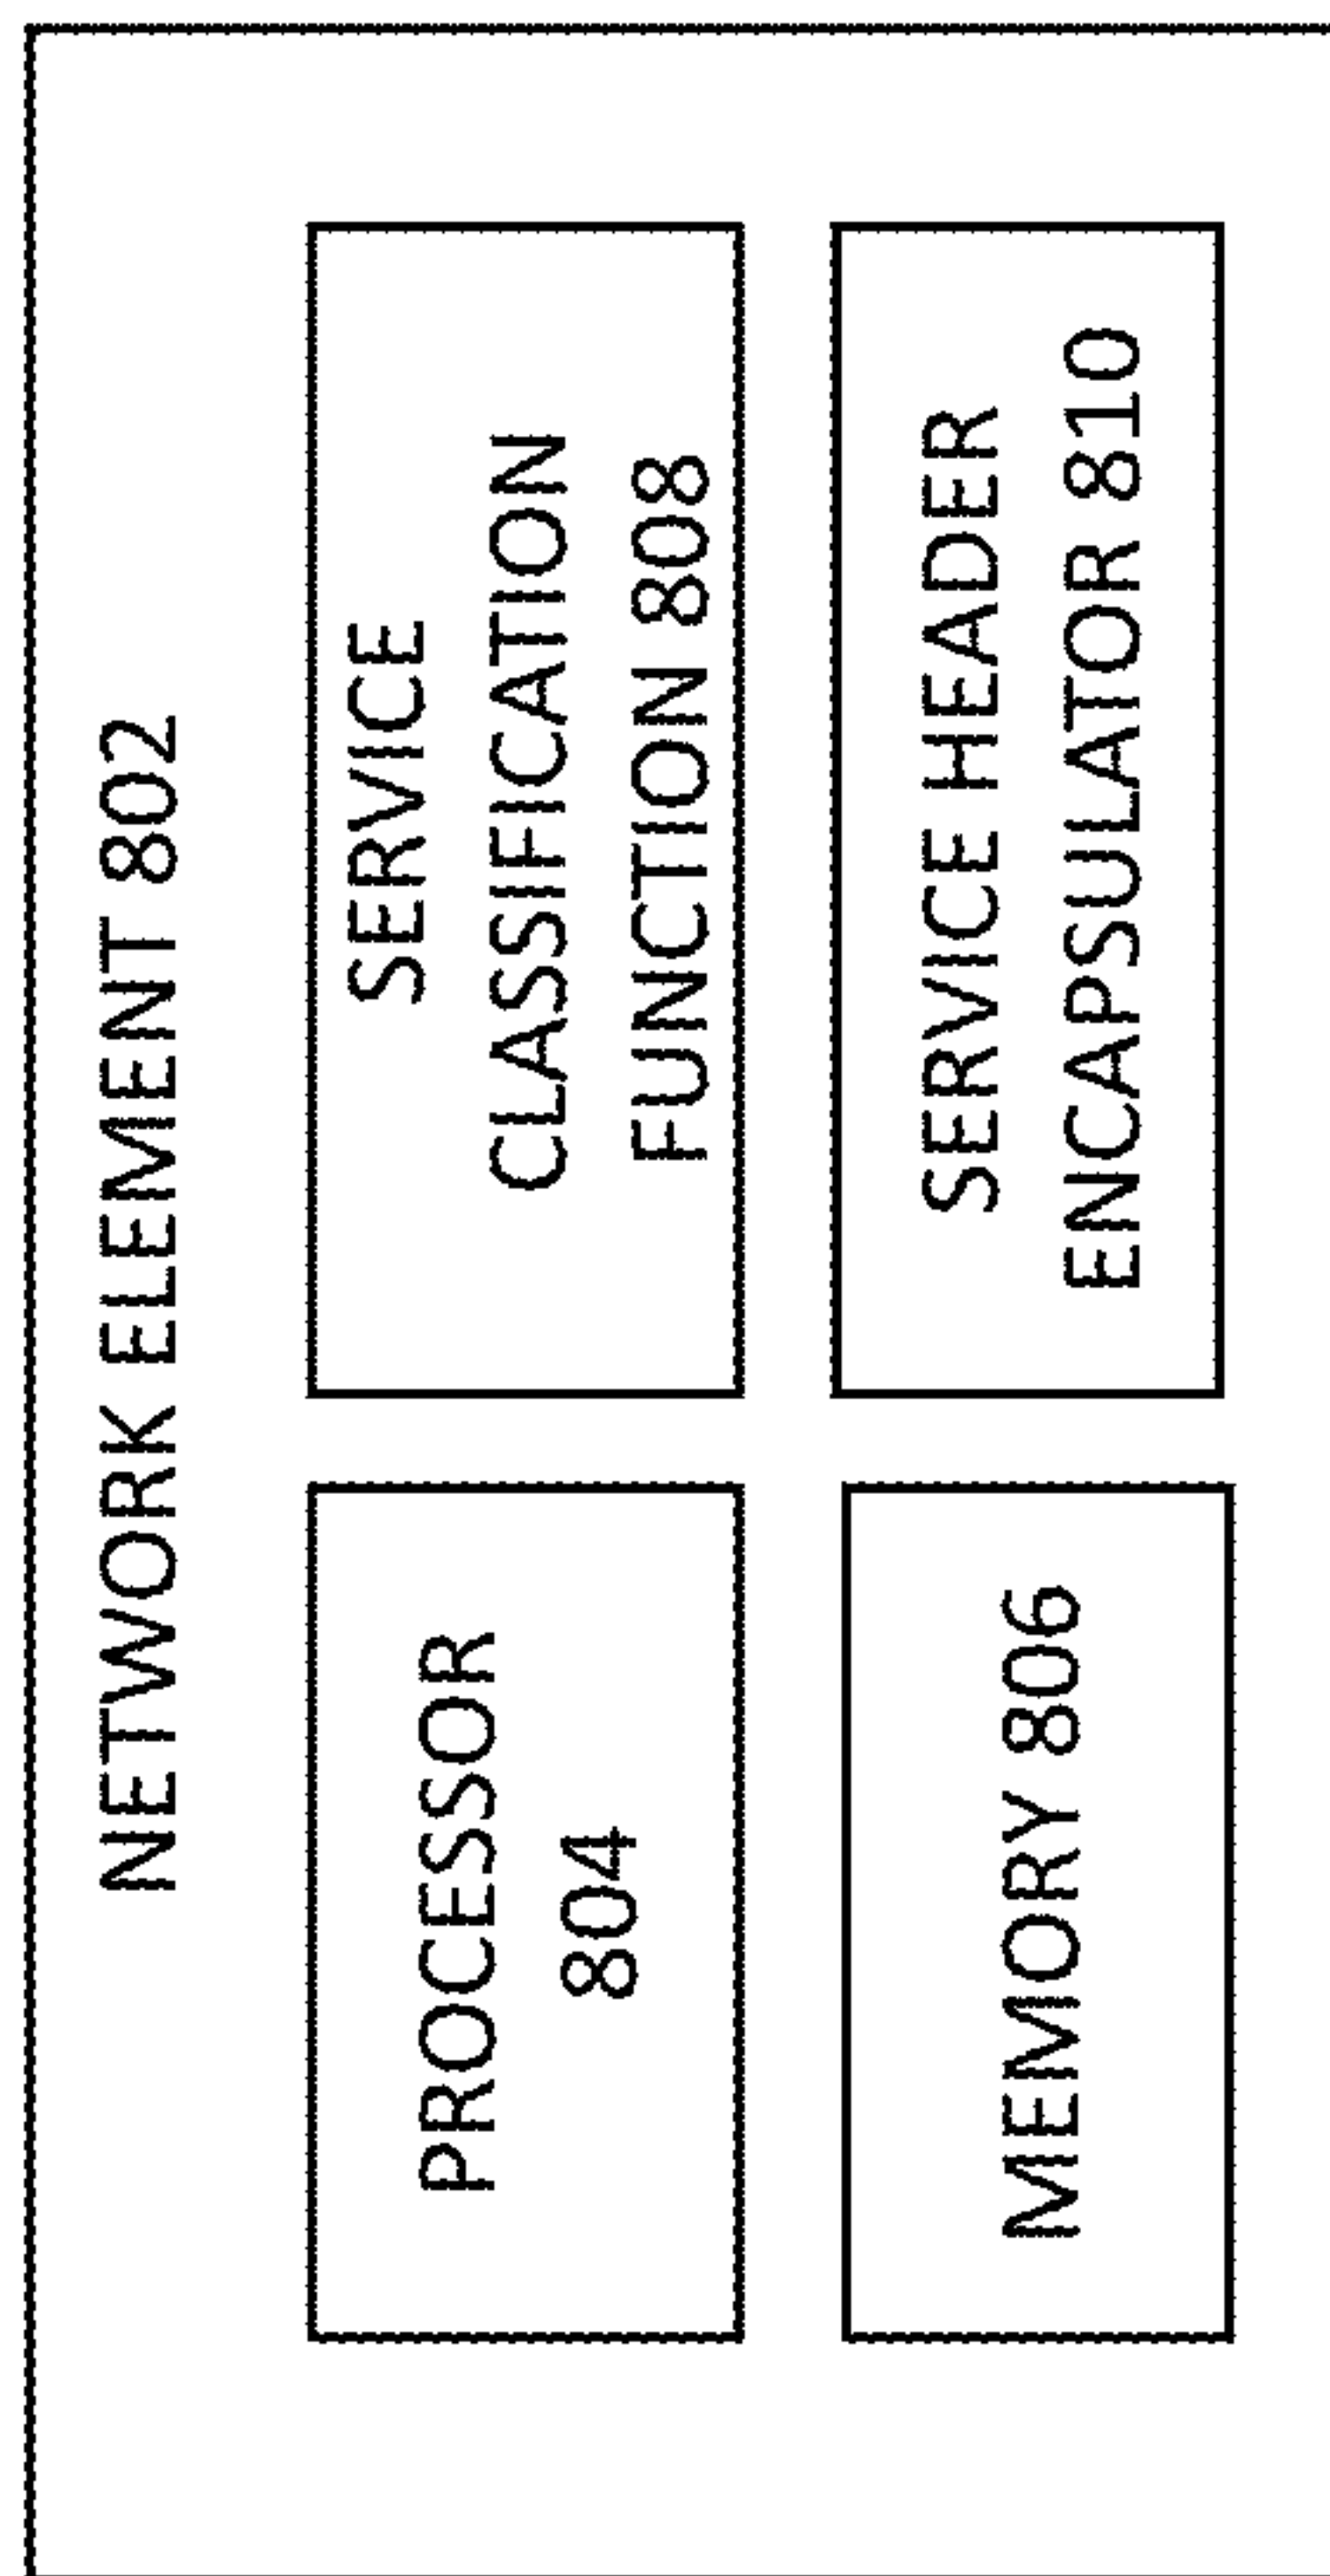 NETWORK ELEMENT 802
PROCESSOR
804
SERVICE
CLASSIFICATION
FUNCTION 808
MEMORY 806
SERVICE HEADER
ENCAPSULATOR 810